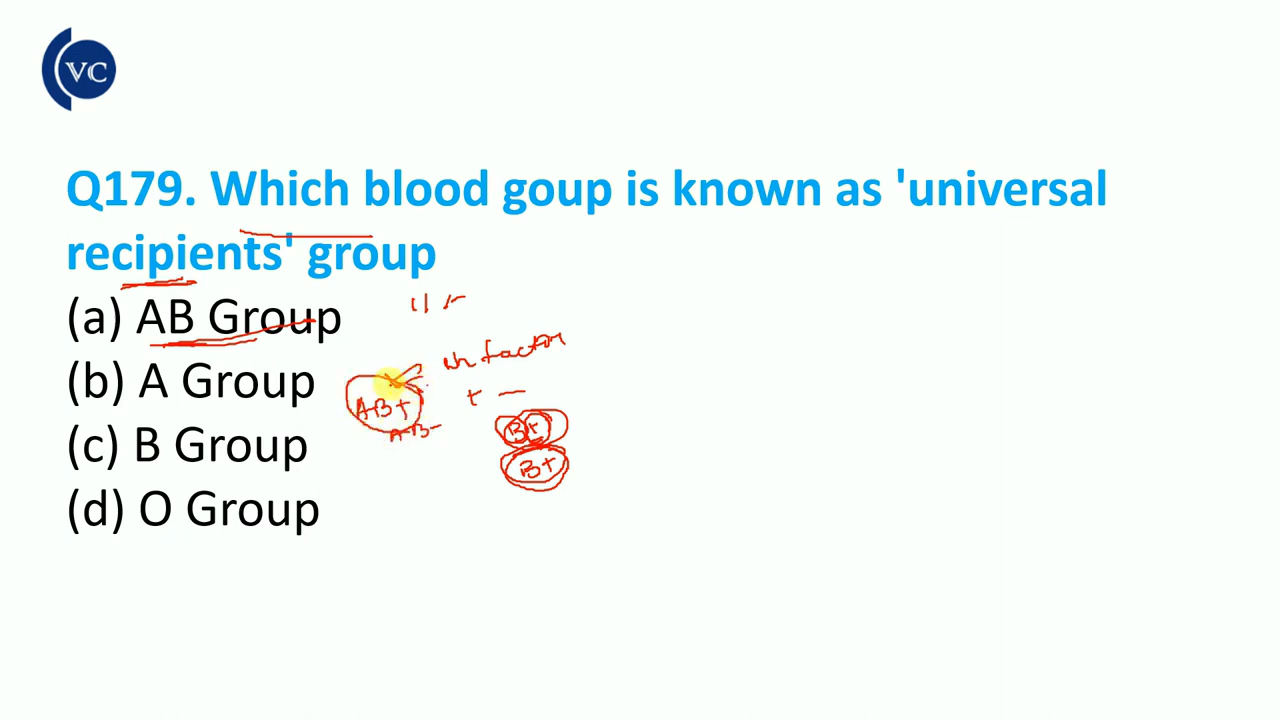 VC
Q179. Which blood goup is known as 'universal
recipients' group
(a) AB Group
(b) A Group
(c) B Group
(d) O Group
factor
AB+
+ -
AB-
B+
B+